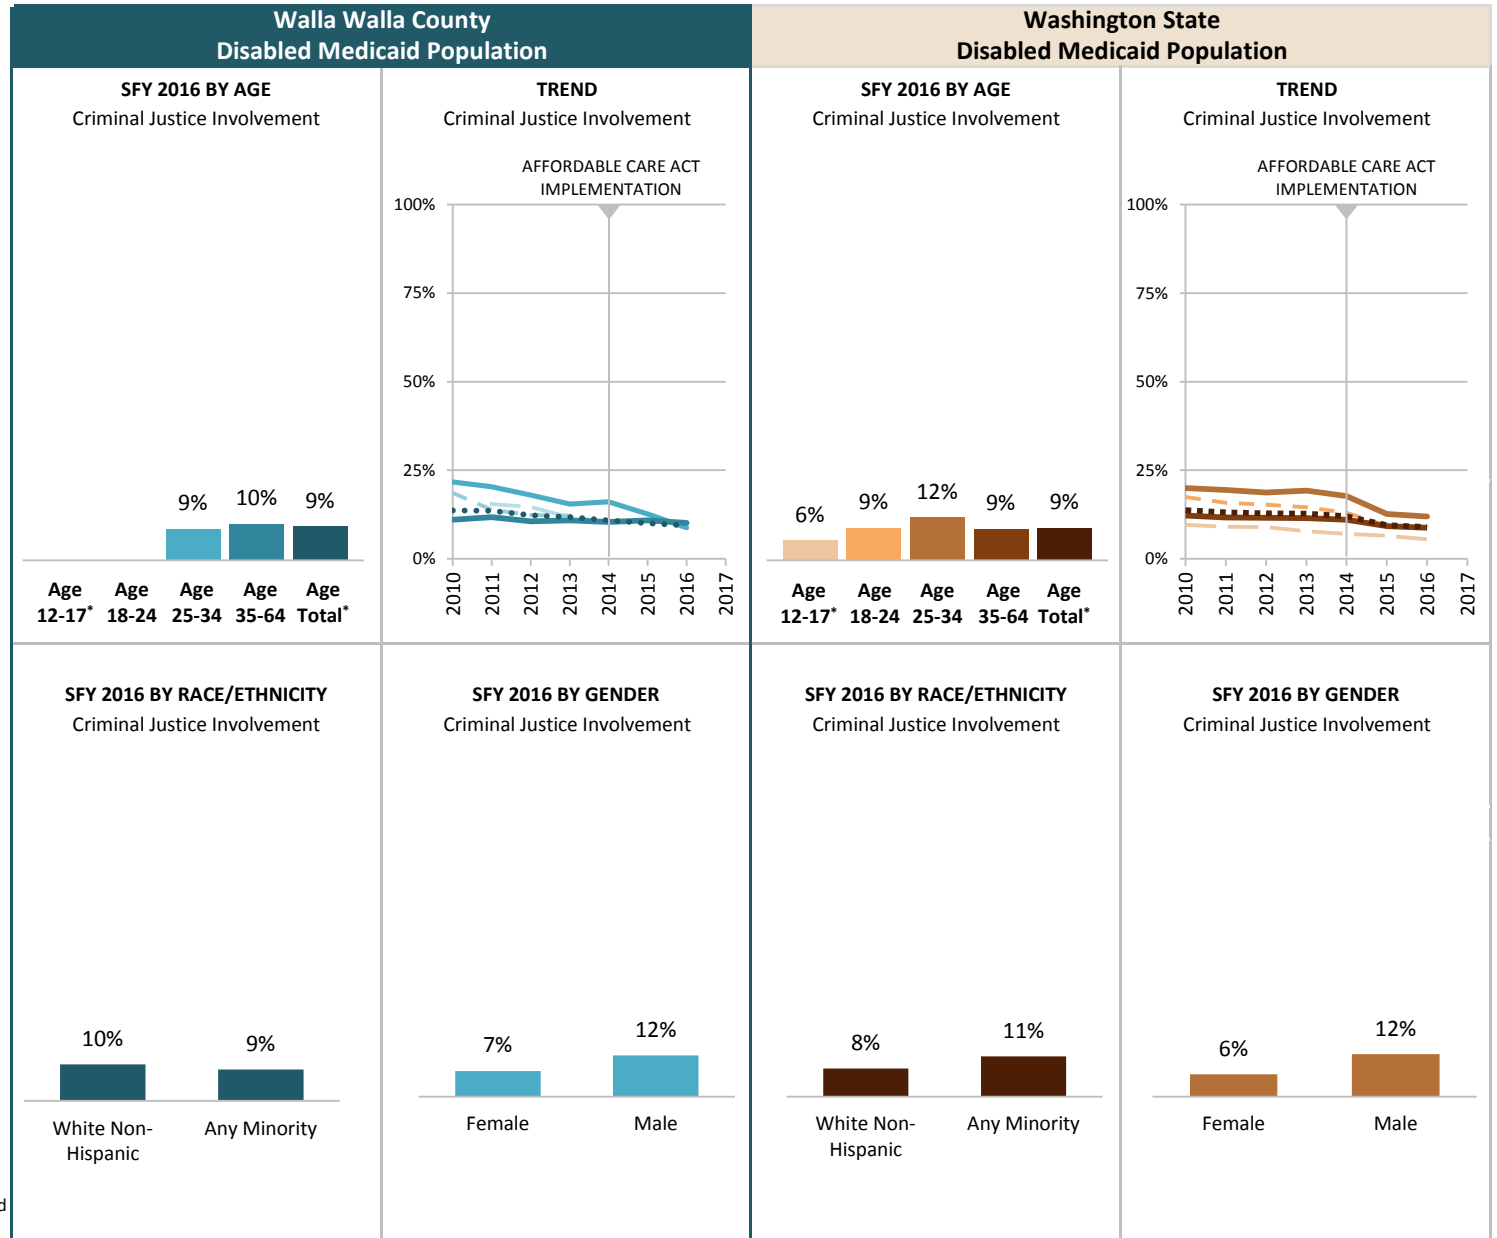 Walla Walla County
Disabled Medicaid Population
Washington State
Disabled Medicaid Population
SFY 2016 BY AGE
Criminal Justice Involvement
9%
10%
9%
Age Age Age Age Age
12-17* 18-24 25-34 35-64 Total*
TREND
Criminal Justice Involvement
AFFORDABLE CARE ACT
IMPLEMENTATION
100%
75%
50%
25%
0%
2010
2011
2012
2013
2014
2015
2016
2017
SFY 2016 BY AGE
Criminal Justice Involvement
6%
9%
12%
9%
9%
Age Age Age Age Age
12-17* 18-24 25-34 35-64 Total*
TREND
Criminal Justice Involvement
AFFORDABLE CARE ACT
IMPLEMENTATION
100%
75%
50%
25%
0%
2010
2011
2012
2013
2014
2015
2016
2017
SFY 2016 BY RACE/ETHNICITY
Criminal Justice Involvement
10%
9%
White Non-
Hispanic
Any Minority
SFY 2016 BY GENDER
Criminal Justice Involvement
7%
12%
Female
Male
SFY 2016 BY RACE/ETHNICITY
Criminal Justice Involvement
8%
11%
White Non-
Hispanic
Any Minority
SFY 2016 BY GENDER
Criminal Justice Involvement
6%
12%
Female
Male